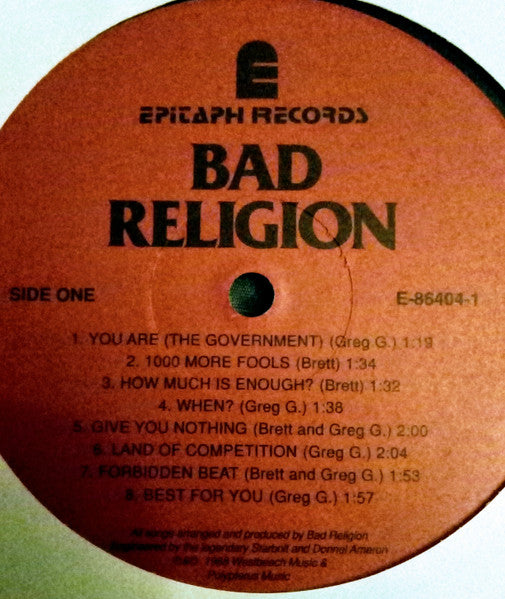 E
EPITAPH RECORDS
BAD
RELIGION
SIDE ONE
E-86404-1
1. YOU ARE (THE GOVERNMENT) (Greg G.) 1:19
2. 1000 MORE FOOLS (Brett) 1:34
3. HOW MUCH IS ENOUGH? (Brett) 1:32
4. WHEN? (Greg G.) 1:38
5. GIVE YOU NOTHING (Brett and Greg G.) 2:00
6. LAND OF COMPETITION (Greg G.) 2:04
7. FORBIDDEN BEAT (Brett and Greg G.) 1:53
8. BEST FOR YOU (Greg G.) 1:57
All songs arranged and produced by Bad Religion
Engineered by the legendary Starbolt and Donnel Ameron
1988 Westbeach Music &
Polypterus Music